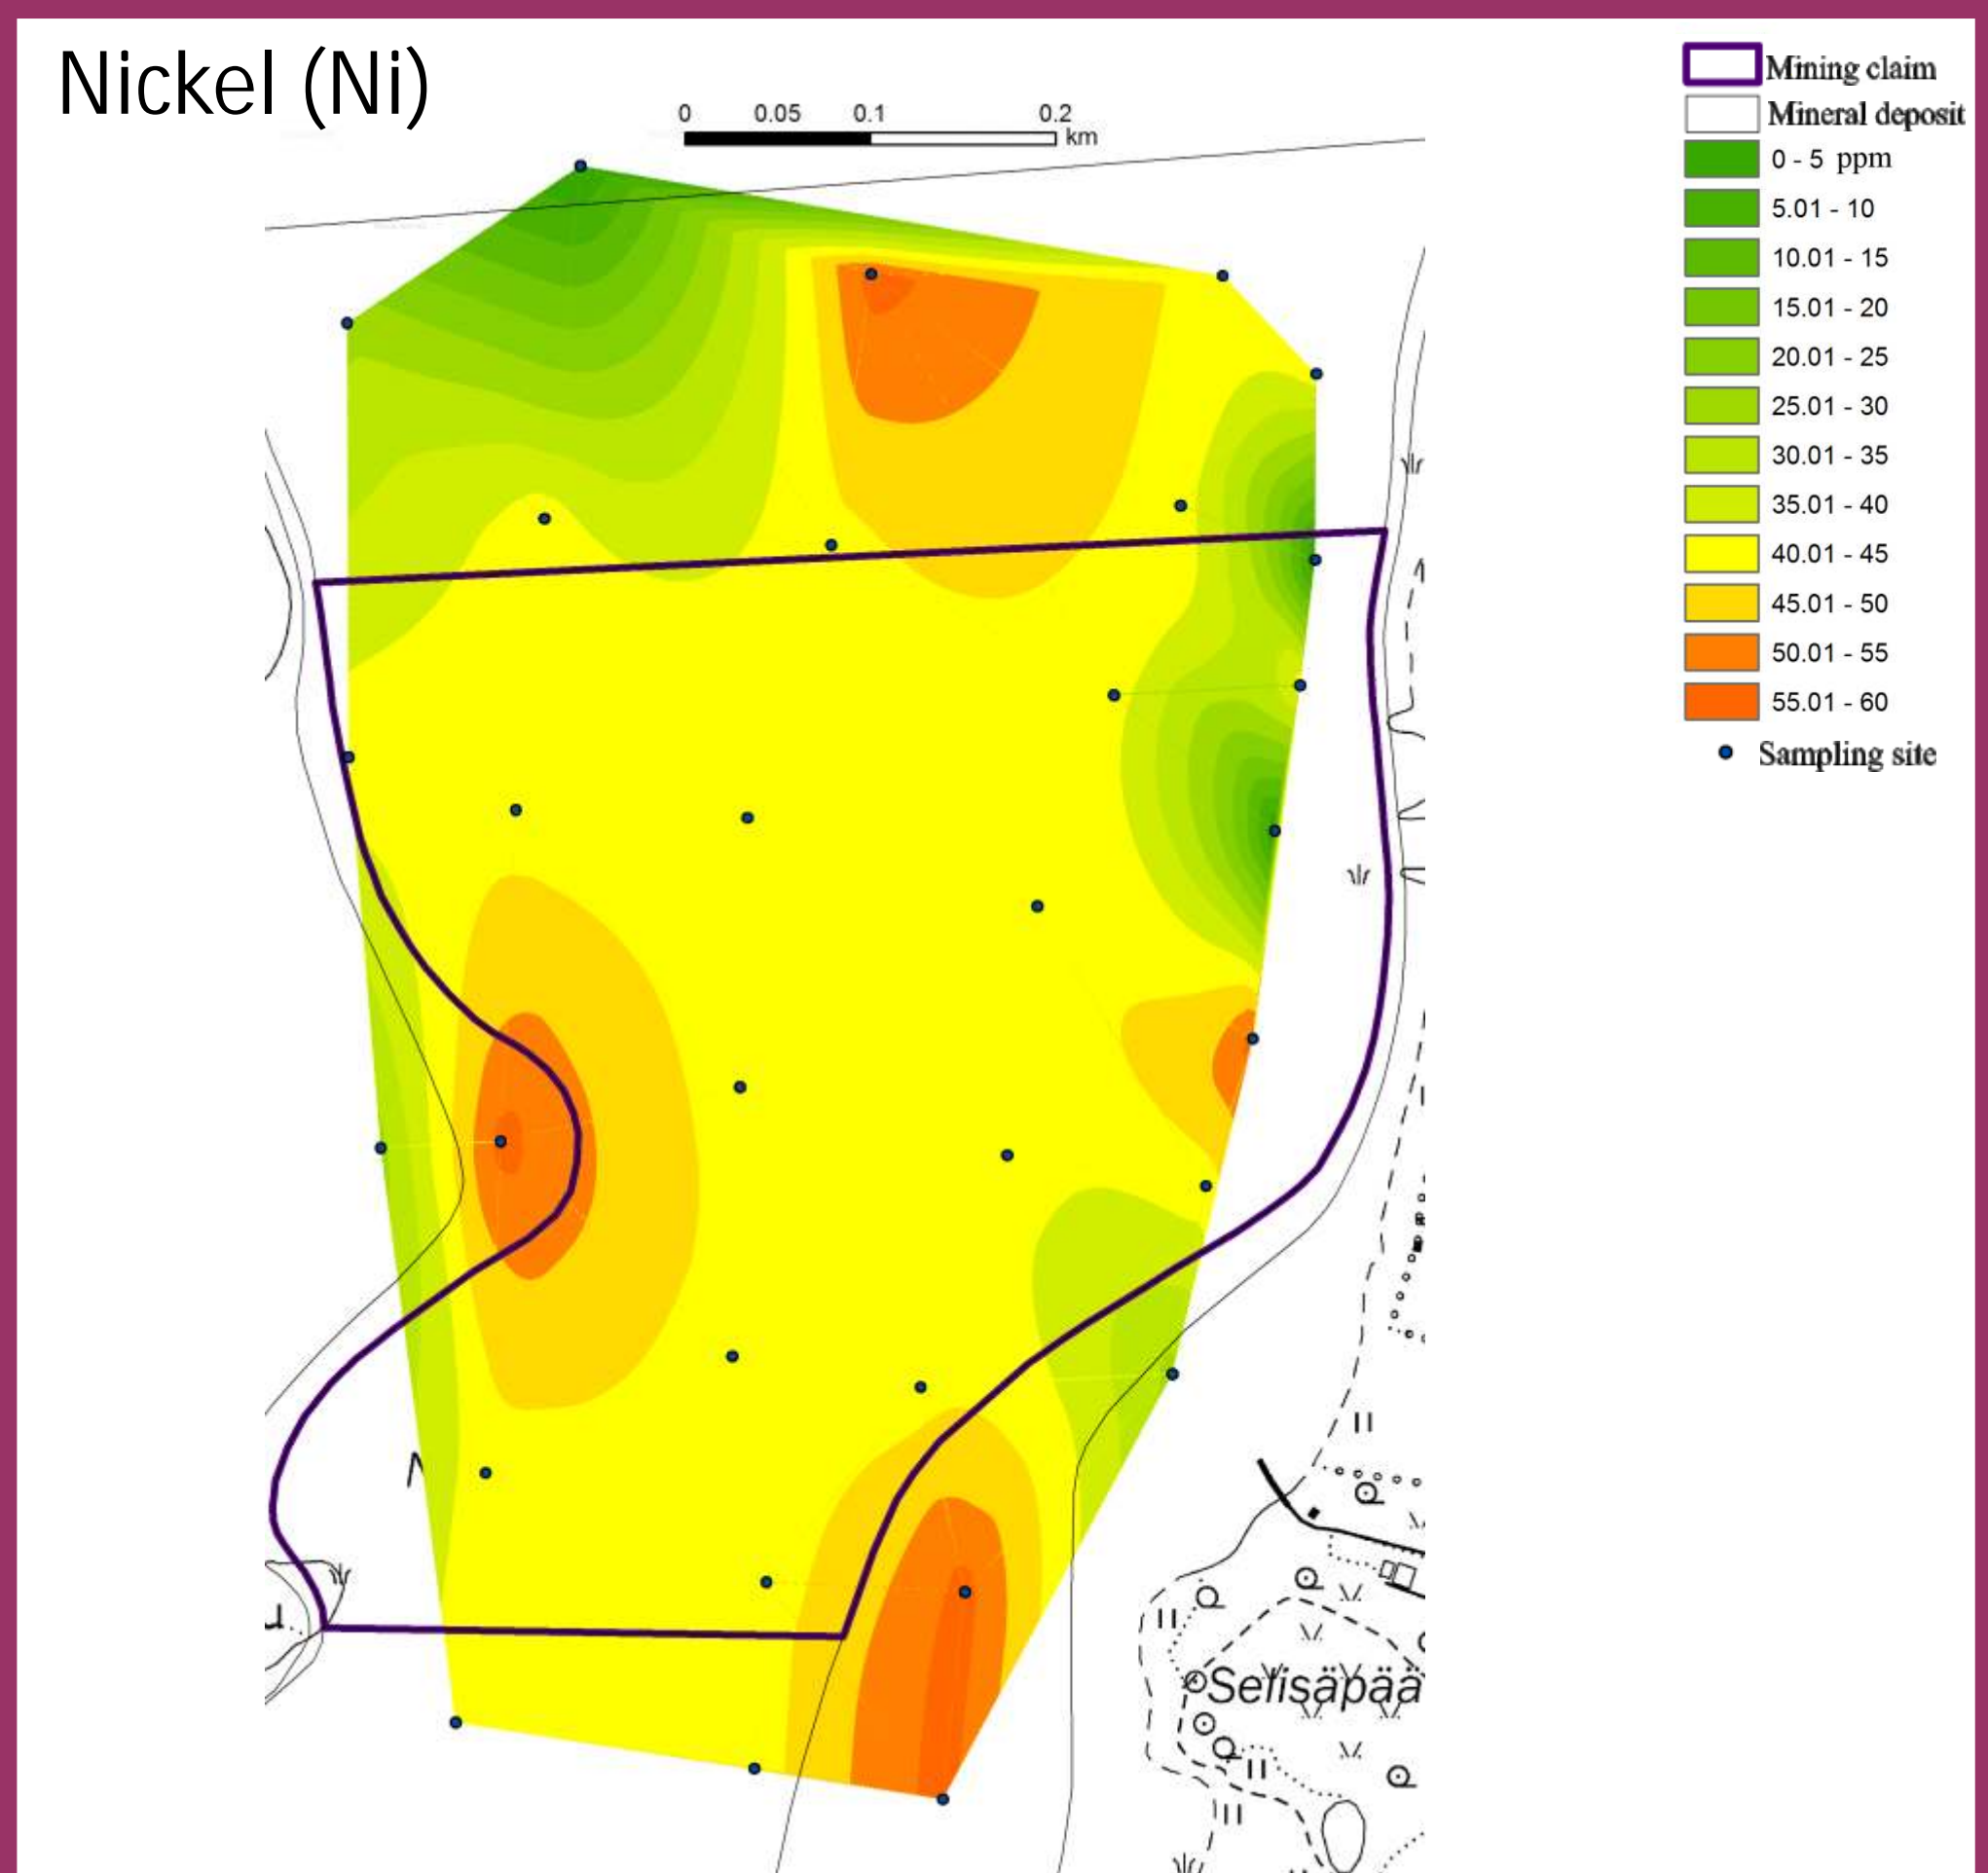 Nickel (Ni)
0 0.05 0.1 0.2
km
Mining claim
Mineral deposit
0 - 5 ppm
5.01 - 10
10.01 - 15
15.01 - 20
20.01 - 25
25.01 - 30
30.01 - 35
35.01 - 40
40.01 - 45
45.01 - 50
50.01 - 55
55.01 - 60
Sampling site
Selisäpää